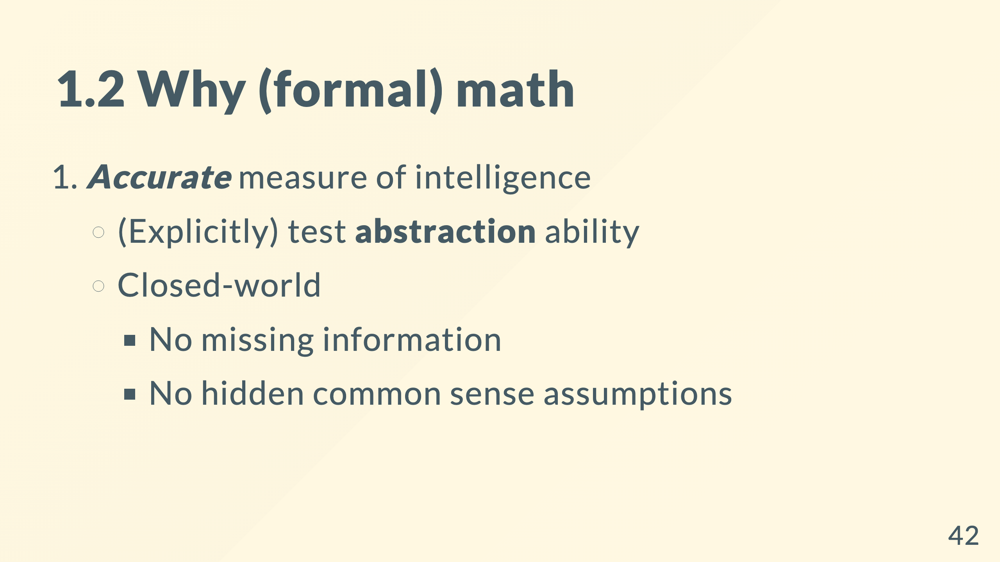 1.2 Why (formal) math
1. Accurate measure of intelligence
○ (Explicitly) test abstraction ability
○ Closed-world
■ No missing information
■ No hidden common sense assumptions
42